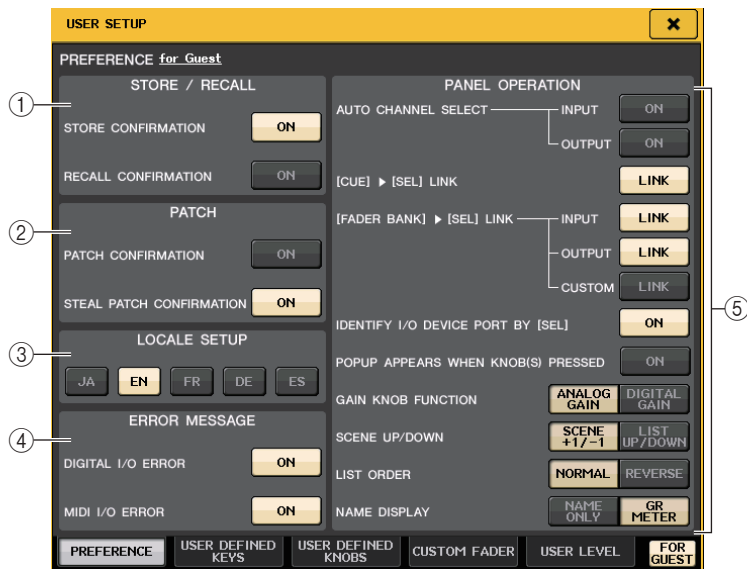 USER SETUP
PREFERENCE for Guest
STORE / RECALL
① STORE CONFIRMATION ON
RECALL CONFIRMATION ON
PATCH
② PATCH CONFIRMATION ON
STEAL PATCH CONFIRMATION ON
LOCALE SETUP
③ JA EN FR DE ES
ERROR MESSAGE
④ DIGITAL I/O ERROR ON
MIDI I/O ERROR ON
PANEL OPERATION
AUTO CHANNEL SELECT INPUT ON
OUTPUT ON
[CUE] ▶ [SEL] LINK LINK
[FADER BANK] ▶ [SEL] LINK INPUT LINK
OUTPUT LINK
CUSTOM LINK
⑤
IDENTIFY I/O DEVICE PORT BY [SEL] ON
POPUP APPEARS WHEN KNOB(S) PRESSED ON
GAIN KNOB FUNCTION ANALOG GAIN DIGITAL GAIN
SCENE UP/DOWN SCENE +1/-1 LIST UP/DOWN
LIST ORDER NORMAL REVERSE
NAME DISPLAY NAME ONLY GR METER
PREFERENCE USER DEFINED KEYS USER DEFINED KNOBS CUSTOM FADER USER LEVEL FOR GUEST